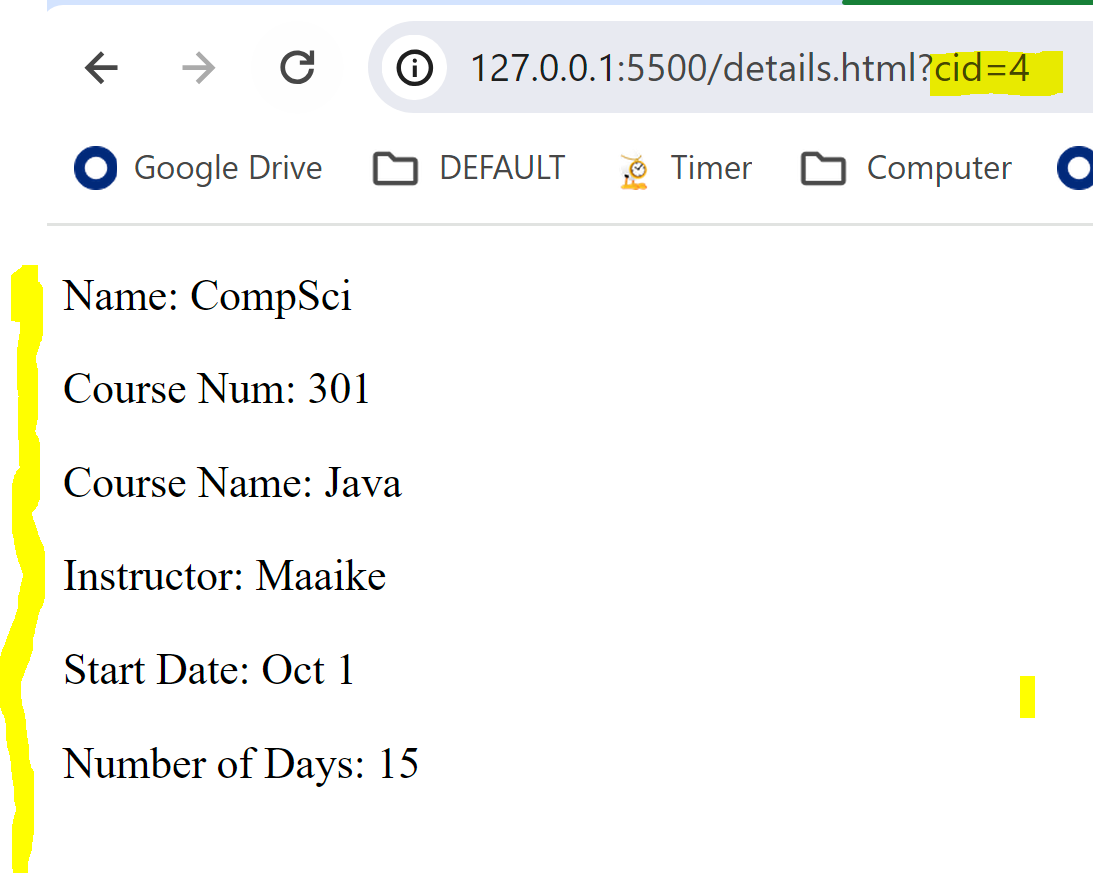 127.0.0.1:5500/details.html?cid=4
Google Drive DEFAULT Timer Computer
Name: CompSci
Course Num: 301
Course Name: Java
Instructor: Maaike
Start Date: Oct 1
Number of Days: 15